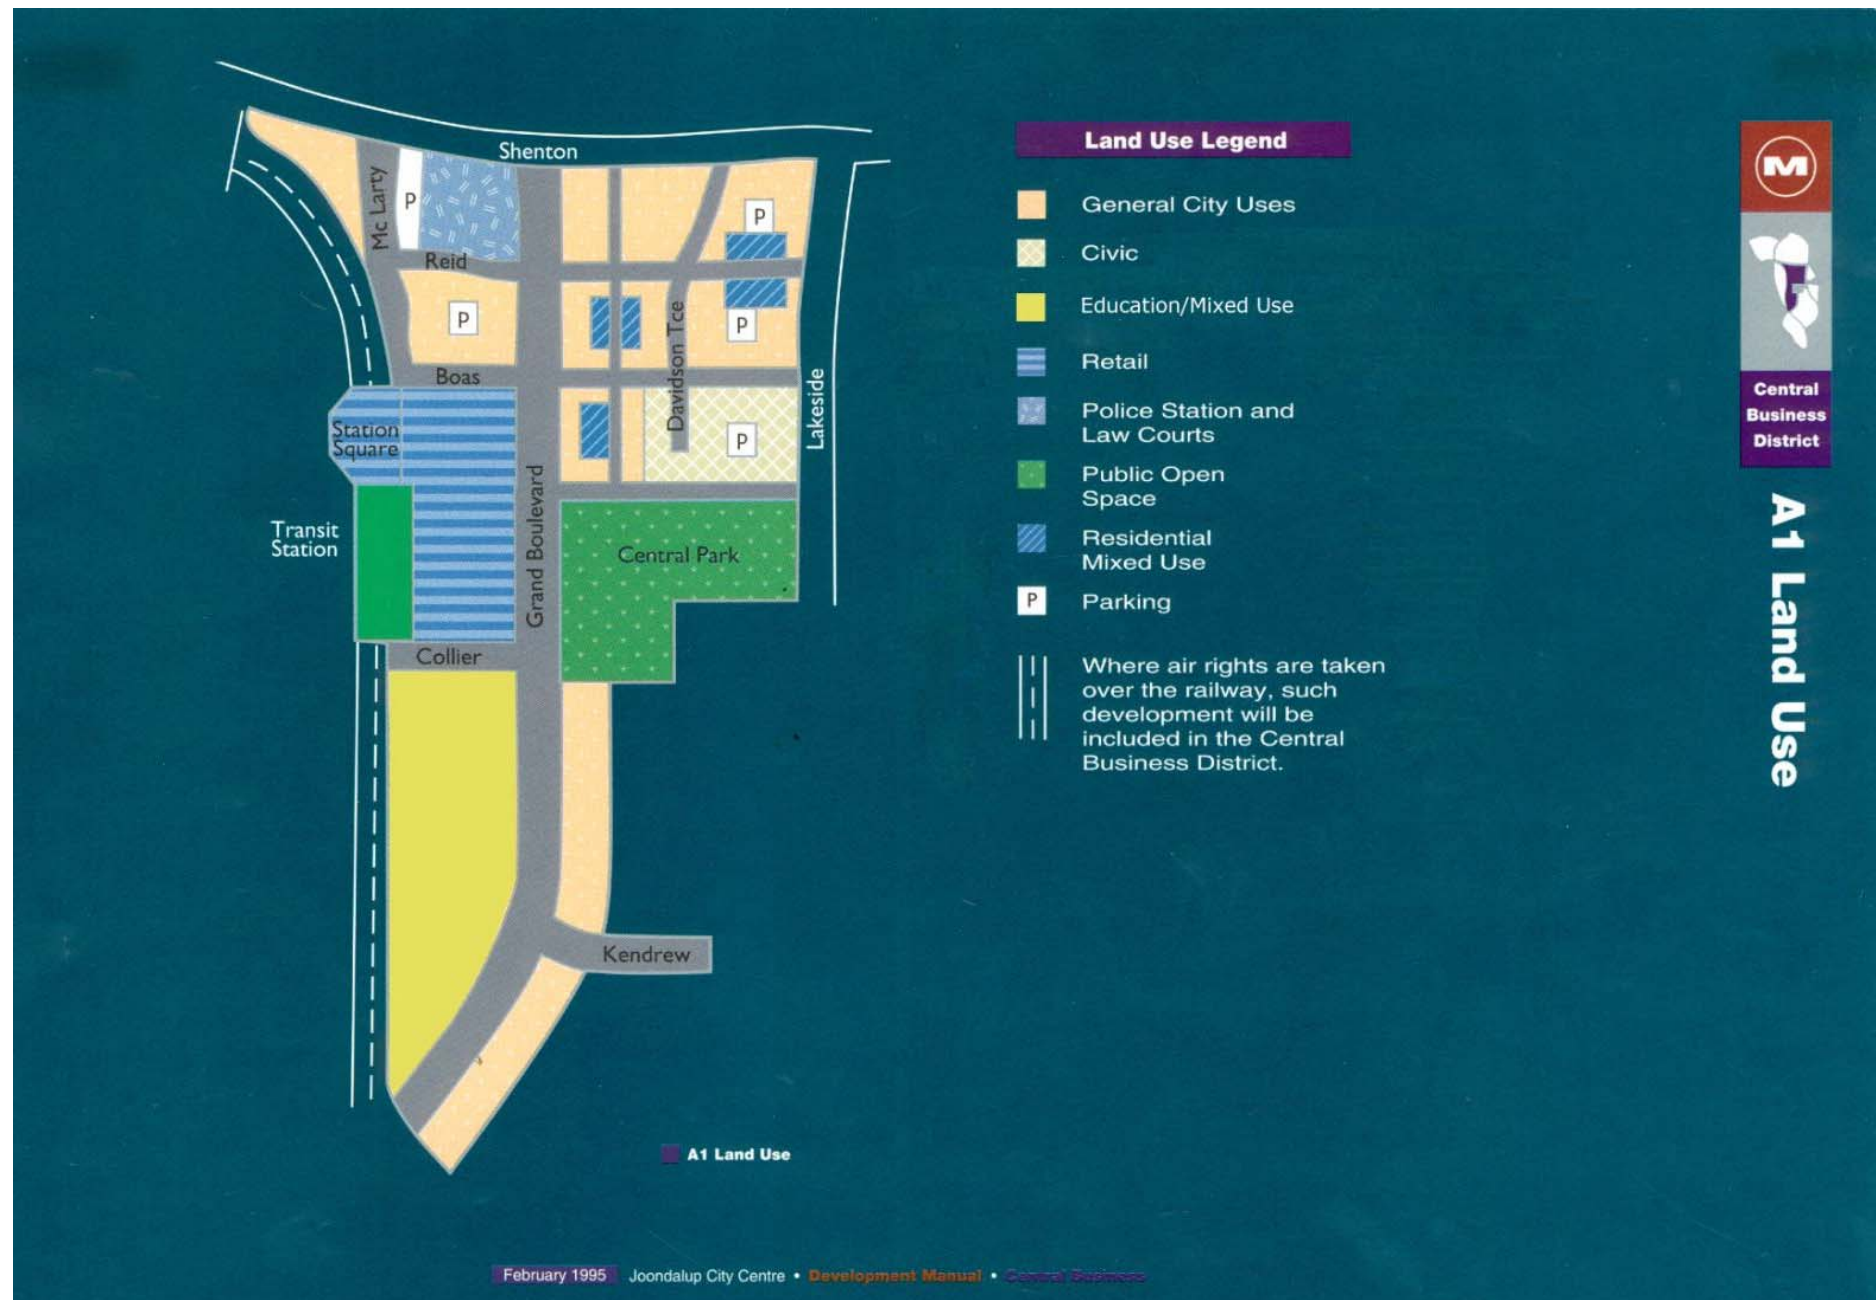 Shenton
Mc Larty
P
Reid
P
P
P
Davidson Tce
Boas
Station
Square
P
Lakeside
Transit
Station
Grand Boulevard
Central Park
Collier
Kendrew
A1 Land Use
Land Use Legend
General City Uses
Civic
Education/Mixed Use
Retail
Police Station and
Law Courts
Public Open
Space
Residential
Mixed Use
P
Parking
Where air rights are taken
over the railway, such
development will be
included in the Central
Business District.
M
Central
Business
District
A1 Land Use
February 1995 Joondalup City Centre • Development Manual • Central Business